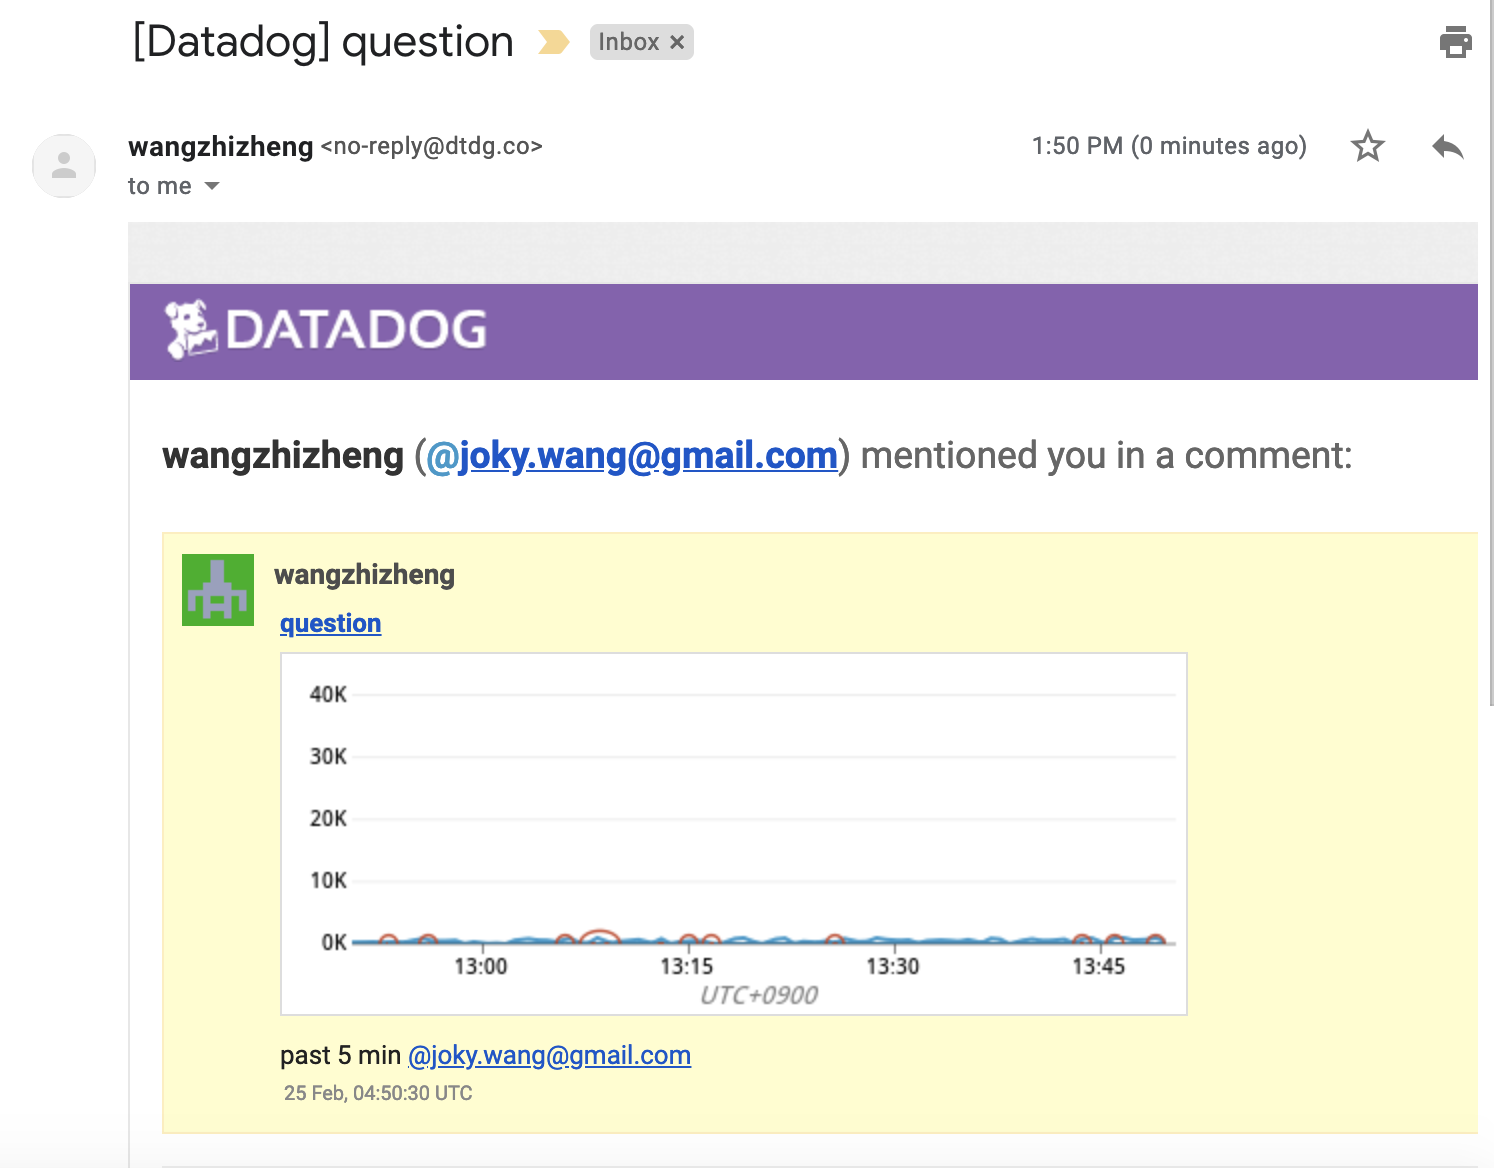 [Datadog] question Inbox ×
wangzhizheng <no-reply@dtdg.co> 1:50 PM (0 minutes ago)
to me
DATADOG
wangzhizheng (@joky.wang@gmail.com) mentioned you in a comment:
wangzhizheng
question
40K
30K
20K
10K
0K
13:00 13:15 13:30 13:45
UTC+0900
past 5 min @joky.wang@gmail.com
25 Feb, 04:50:30 UTC